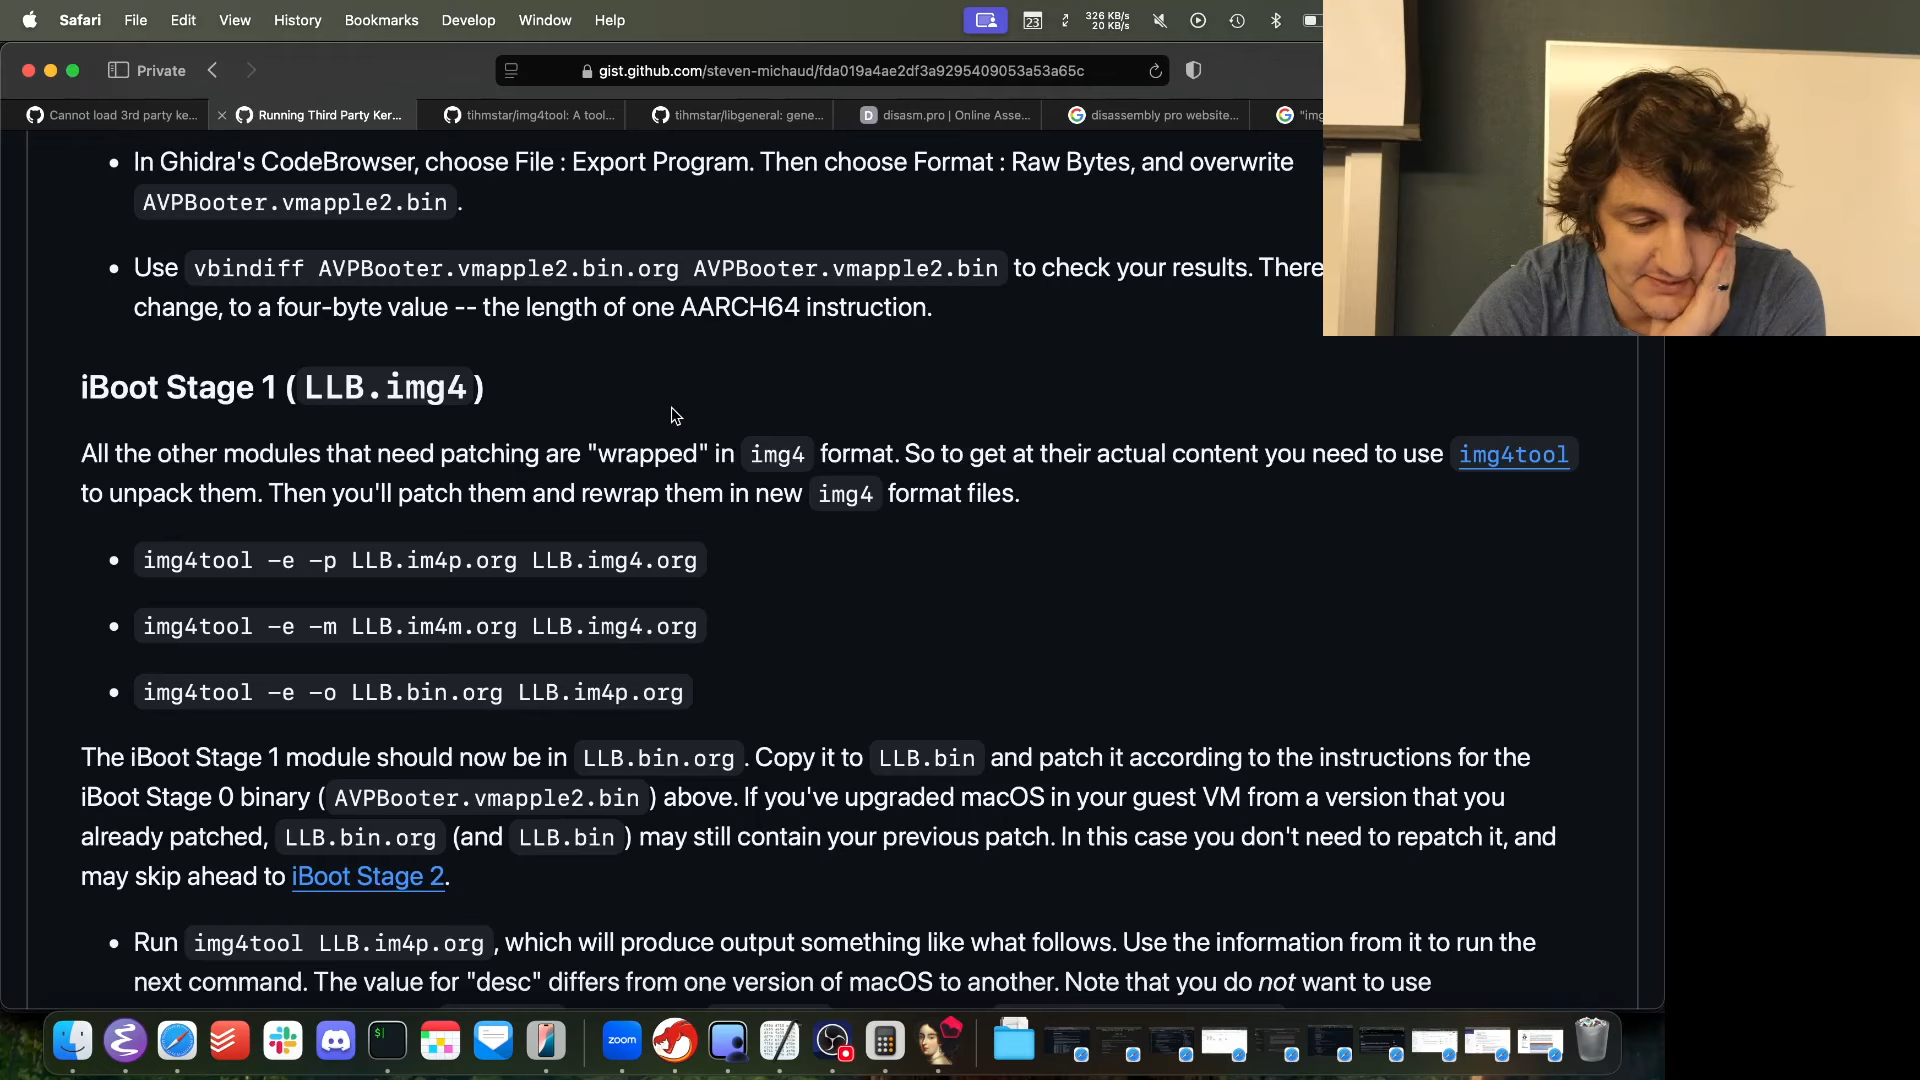 Safari File Edit View History Bookmarks Develop Window Help 23 326 KB/s 20 KB/s
Private gist.github.com/steven-michaud/fda019a4ae2df3a9295409053a53a65c
Cannot load 3rd party ke... Running Third Party Ker... tihmstar/img4tool: A tool... tihmstar/libgeneral: gene... disasm.pro | Online Asse... disassembly pro website... "img
• In Ghidra's CodeBrowser, choose File : Export Program. Then choose Format : Raw Bytes, and overwrite
AVPBooter.vmapple2.bin.
• Use vbindiff AVPBooter.vmapple2.bin.org AVPBooter.vmapple2.bin to check your results. There
change, to a four-byte value -- the length of one AARCH64 instruction.
iBoot Stage 1 (LLB.img4)
All the other modules that need patching are "wrapped" in img4 format. So to get at their actual content you need to use img4tool
to unpack them. Then you'll patch them and rewrap them in new img4 format files.
• img4tool -e -p LLB.im4p.org LLB.img4.org
• img4tool -e -m LLB.im4m.org LLB.img4.org
• img4tool -e -o LLB.bin.org LLB.im4p.org
The iBoot Stage 1 module should now be in LLB.bin.org. Copy it to LLB.bin and patch it according to the instructions for the
iBoot Stage 0 binary (AVPBooter.vmapple2.bin) above. If you've upgraded macOS in your guest VM from a version that you
already patched, LLB.bin.org (and LLB.bin) may still contain your previous patch. In this case you don't need to repatch it, and
may skip ahead to iBoot Stage 2.
• Run img4tool LLB.im4p.org, which will produce output something like what follows. Use the information from it to run the
next command. The value for "desc" differs from one version of macOS to another. Note that you do not want to use
$ zoom